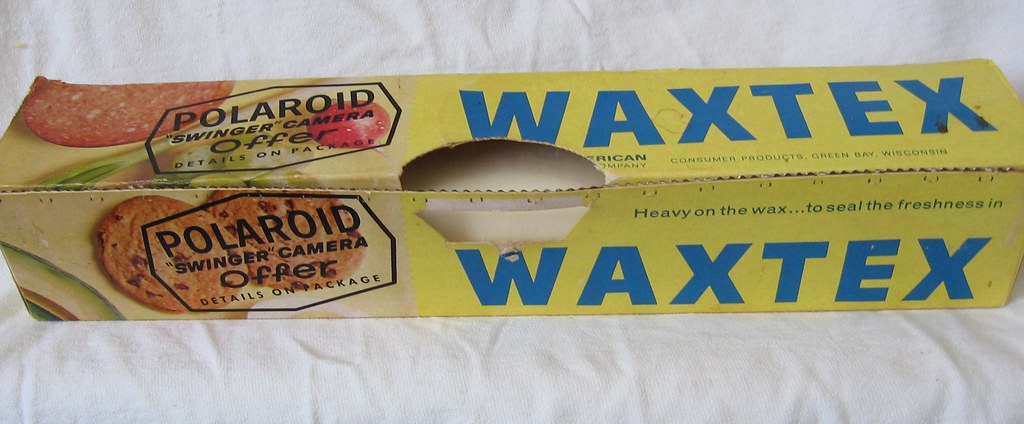 POLAROID
"SWINGER" CAMERA
Offer
DETAILS ON PACKAGE
WAXTEX
CONSUMER PRODUCTS, GREEN BAY, WISCONSIN
POLAROID
"SWINGER" CAMERA
Offer
DETAILS ON PACKAGE
Heavy on the wax...to seal the freshness in
WAXTEX